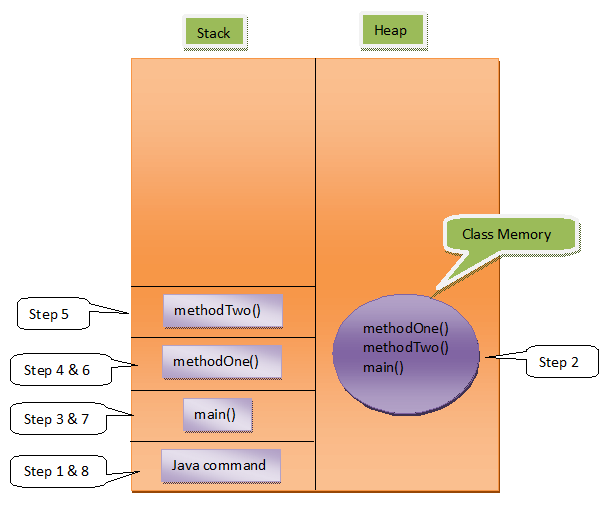 Stack
Heap
Class Memory
methodOne()
methodTwo()
main()
Step 2
Step 5
methodTwo()
Step 4 & 6
methodOne()
Step 3 & 7
main()
Step 1 & 8
Java command